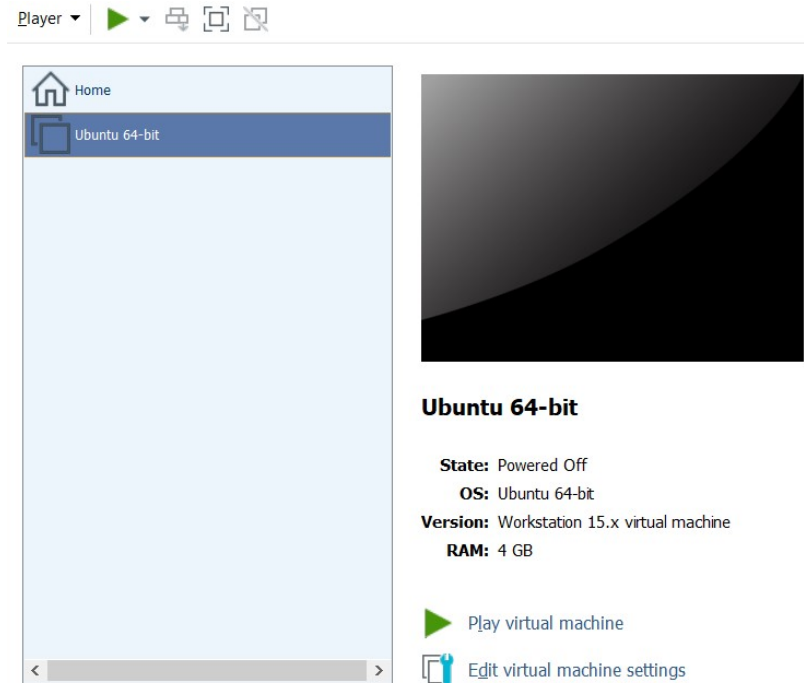 Player
Home
Ubuntu 64-bit
Ubuntu 64-bit
State: Powered Off
OS: Ubuntu 64-bit
Version: Workstation 15.x virtual machine
RAM: 4 GB
Play virtual machine
Edit virtual machine settings